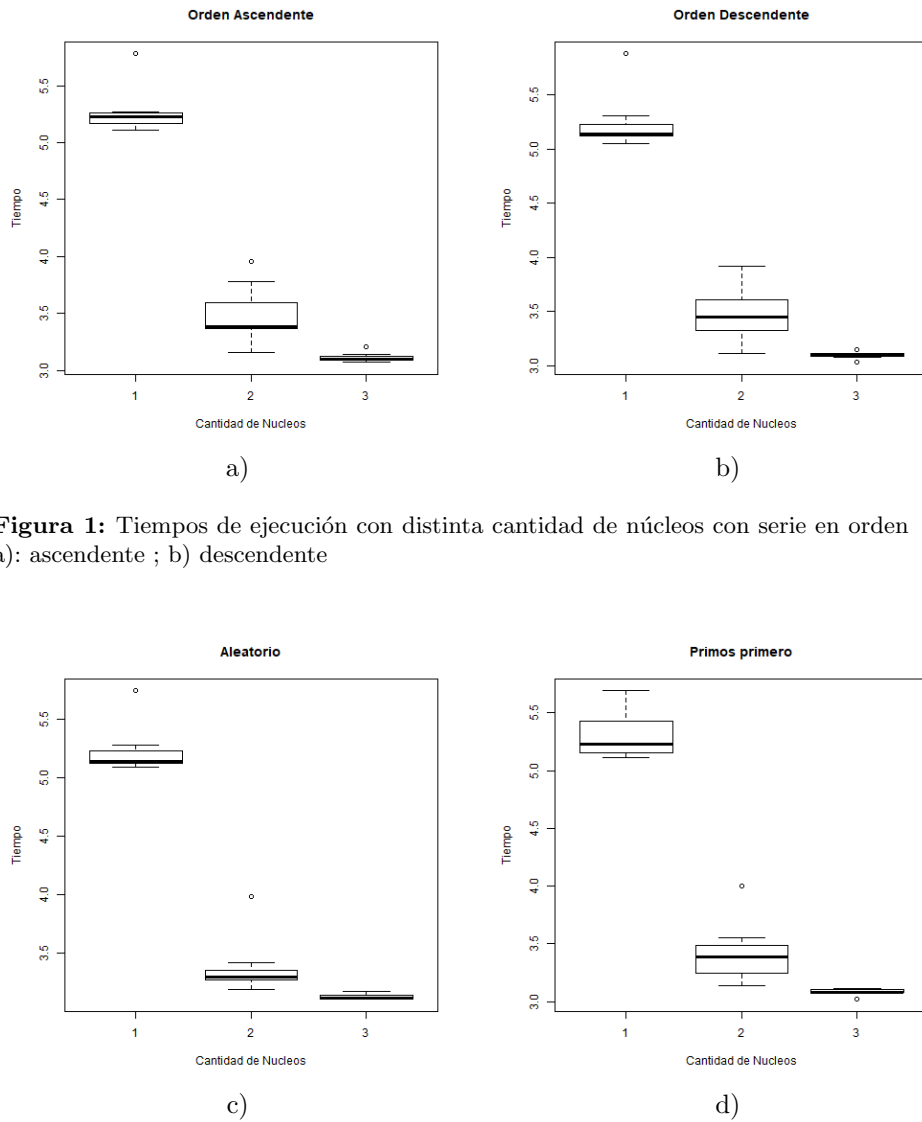 Orden Ascendente
Tiempo
5.5
5.0
4.5
4.0
3.5
3.0
1 2 3
Cantidad de Nucleos
a)
Orden Descendente
Tiempo
5.5
5.0
4.5
4.0
3.5
3.0
1 2 3
Cantidad de Nucleos
b)
Figura 1: Tiempos de ejecución con distinta cantidad de núcleos con serie en orden
a): ascendente ; b) descendente
Aleatorio
Tiempo
5.5
5.0
4.5
4.0
3.5
1 2 3
Cantidad de Nucleos
c)
Primos primero
Tiempo
5.5
5.0
4.5
4.0
3.5
3.0
1 2 3
Cantidad de Nucleos
d)